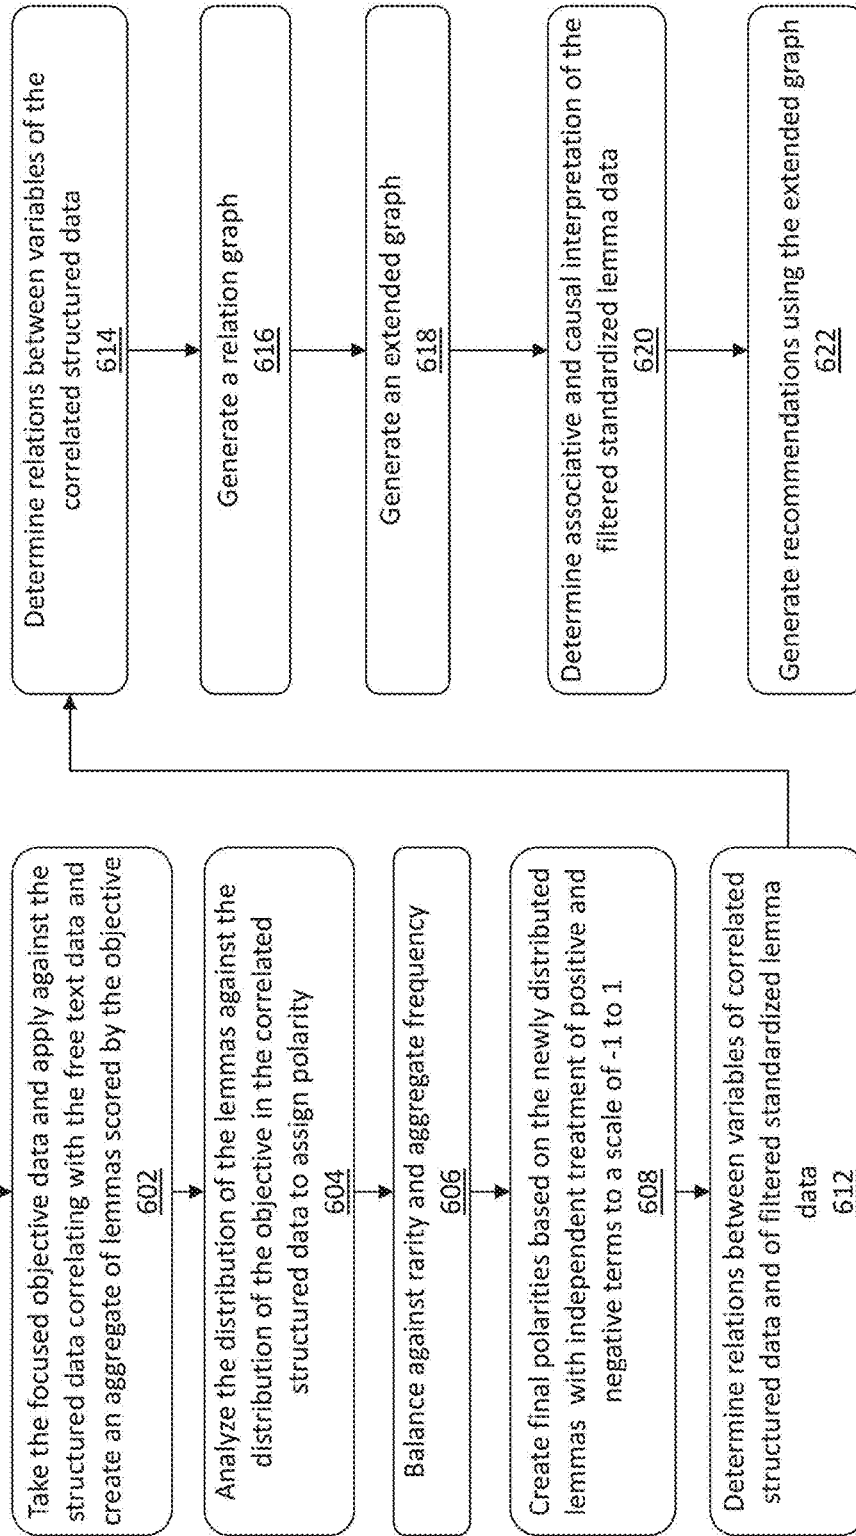 Take the focused objective data and apply against the
structured data correlating with the free text data and
create an aggregate of lemmas scored by the objective
602
Analyze the distribution of the lemmas against the
distribution of the objective in the correlated
structured data to assign polarity
604
Balance against rarity and aggregate frequency
606
Create final polarities based on the newly distributed
lemmas with independent treatment of positive and
negative terms to a scale of -1 to 1
608
Determine relations between variables of correlated
structured data and of filtered standardized lemma
data
612
Determine relations between variables of the
correlated structured data
614
Generate a relation graph
616
Generate an extended graph
618
Determine associative and causal interpretation of the
filtered standardized lemma data
620
Generate recommendations using the extended graph
622